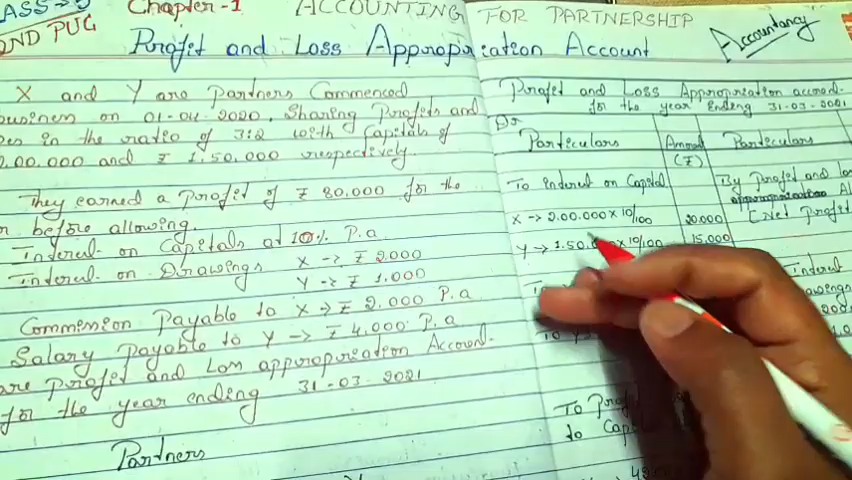 Chapter-1 ACCOUNTING FOR PARTNERSHIP
2ND PUC
Accountancy
Profit and Loss Appropriation Account
X and Y are Partners Commenced
business on 01-04-2020, Sharing Profits and
in the ratio of 3:2 with Capitals of
2,00,000 and ₹ 1,50,000 respectively.
They earned a profit of ₹ 80,000 for the
before allowing.
Interest on Capitals at 10% P.a
Interest on Drawings X → ₹ 2,000
Y → ₹ 1,000
Commission Payable to X → ₹ 2,000 P.a
Salary payable to Y → ₹ 4,000 P.a
profit and Loss appropriation Account
for the year ending 31-03-2021
Partners
Profit and Loss Appropriation account
for the year Ending 31-03-2021
Dr
Particulars Amount (₹) Particulars
To Interest on Capital
X → 2,00,000 × 10/100 20,000
Y → 1,50, × 10/100 15,000
By Profit and
[Net Profit
Interest
To
To
to